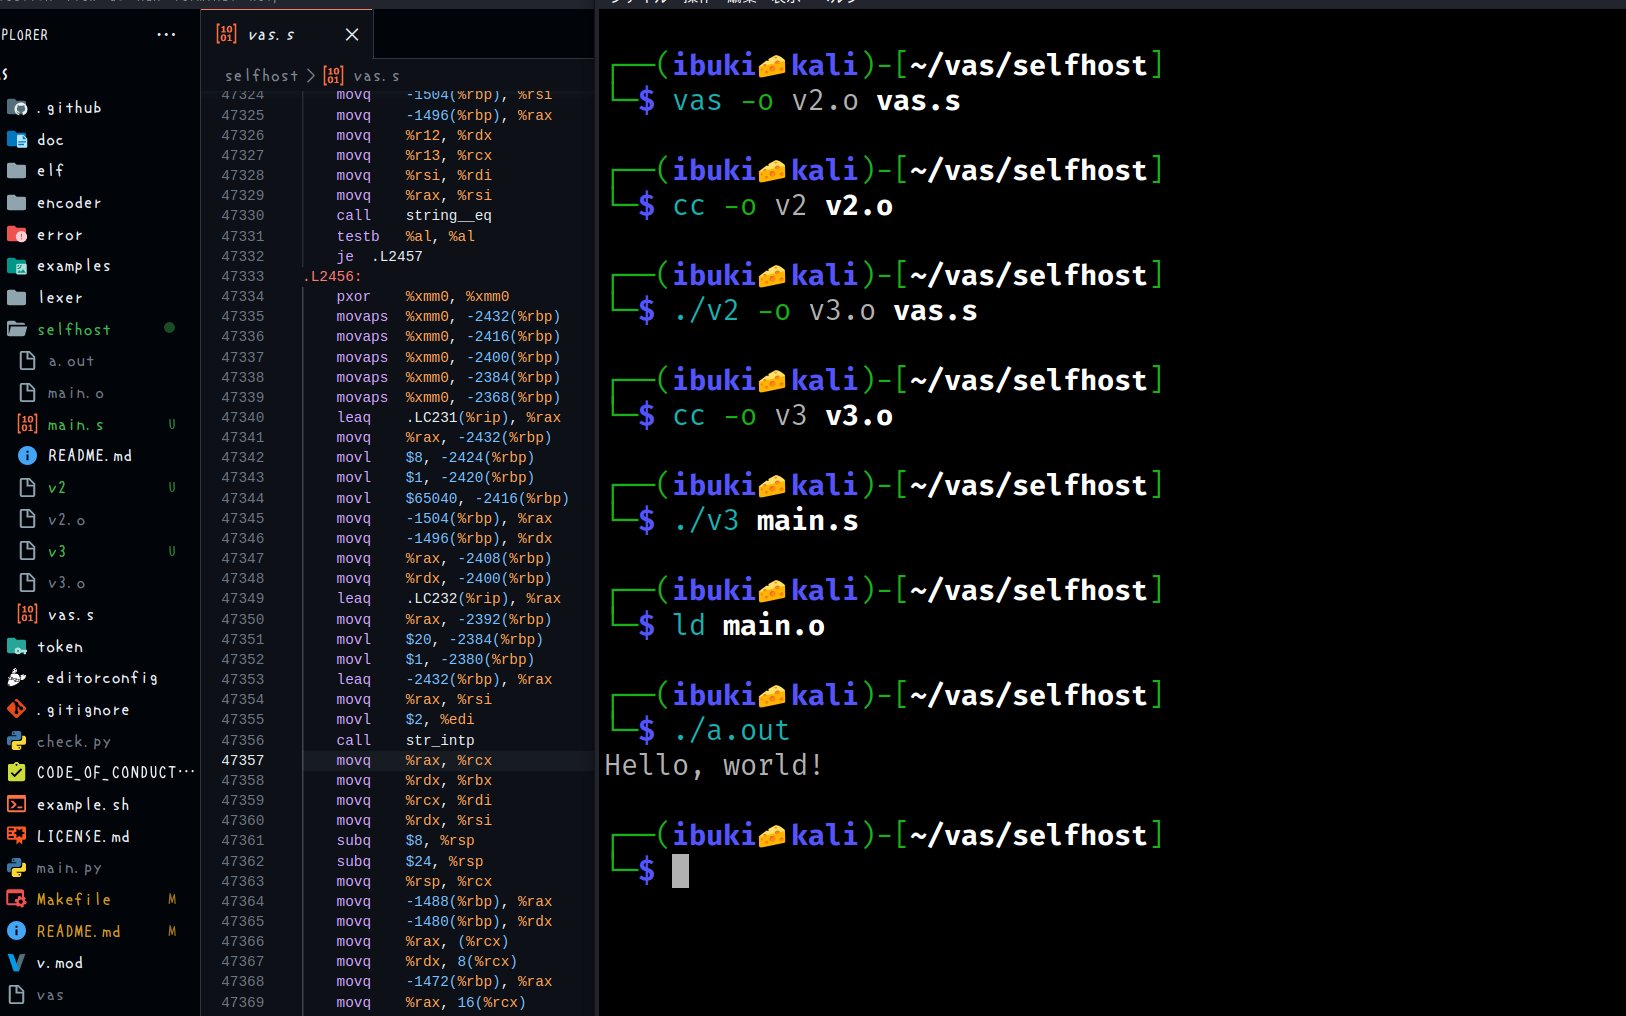 PLORER ···
S
.github
doc
elf
encoder
error
examples
lexer
selfhost
a.out
main.o
main.s U
README.md
v2 U
v2.o
v3 U
v3.o
vas.s
token
.editorconfig
.gitignore
check.py
CODE_OF_CONDUCT···
example.sh
LICENSE.md
main.py
Makefile M
README.md M
v.mod
vas
vas.s
selfhost > vas.s
47324 movq -1504(%rbp), %rsi
47325 movq -1496(%rbp), %rax
47326 movq %r12, %rdx
47327 movq %r13, %rcx
47328 movq %rsi, %rdi
47329 movq %rax, %rsi
47330 call string__eq
47331 testb %al, %al
47332 je .L2457
47333 .L2456:
47334 pxor %xmm0, %xmm0
47335 movaps %xmm0, -2432(%rbp)
47336 movaps %xmm0, -2416(%rbp)
47337 movaps %xmm0, -2400(%rbp)
47338 movaps %xmm0, -2384(%rbp)
47339 movaps %xmm0, -2368(%rbp)
47340 leaq .LC231(%rip), %rax
47341 movq %rax, -2432(%rbp)
47342 movl $8, -2424(%rbp)
47343 movl $1, -2420(%rbp)
47344 movl $65040, -2416(%rbp)
47345 movq -1504(%rbp), %rax
47346 movq -1496(%rbp), %rdx
47347 movq %rax, -2408(%rbp)
47348 movq %rdx, -2400(%rbp)
47349 leaq .LC232(%rip), %rax
47350 movq %rax, -2392(%rbp)
47351 movl $20, -2384(%rbp)
47352 movl $1, -2380(%rbp)
47353 leaq -2432(%rbp), %rax
47354 movq %rax, %rsi
47355 movl $2, %edi
47356 call str_intp
47357 movq %rax, %rcx
47358 movq %rdx, %rbx
47359 movq %rcx, %rdi
47360 movq %rdx, %rsi
47361 subq $8, %rsp
47362 subq $24, %rsp
47363 movq %rsp, %rcx
47364 movq -1488(%rbp), %rax
47365 movq -1480(%rbp), %rdx
47366 movq %rax, (%rcx)
47367 movq %rdx, 8(%rcx)
47368 movq -1472(%rbp), %rax
47369 movq %rax, 16(%rcx)
┌──(ibuki🧀kali)-[~/vas/selfhost]
└─$ vas -o v2.o vas.s
┌──(ibuki🧀kali)-[~/vas/selfhost]
└─$ cc -o v2 v2.o
┌──(ibuki🧀kali)-[~/vas/selfhost]
└─$ ./v2 -o v3.o vas.s
┌──(ibuki🧀kali)-[~/vas/selfhost]
└─$ cc -o v3 v3.o
┌──(ibuki🧀kali)-[~/vas/selfhost]
└─$ ./v3 main.s
┌──(ibuki🧀kali)-[~/vas/selfhost]
└─$ ld main.o
┌──(ibuki🧀kali)-[~/vas/selfhost]
└─$ ./a.out
Hello, world!
┌──(ibuki🧀kali)-[~/vas/selfhost]
└─$